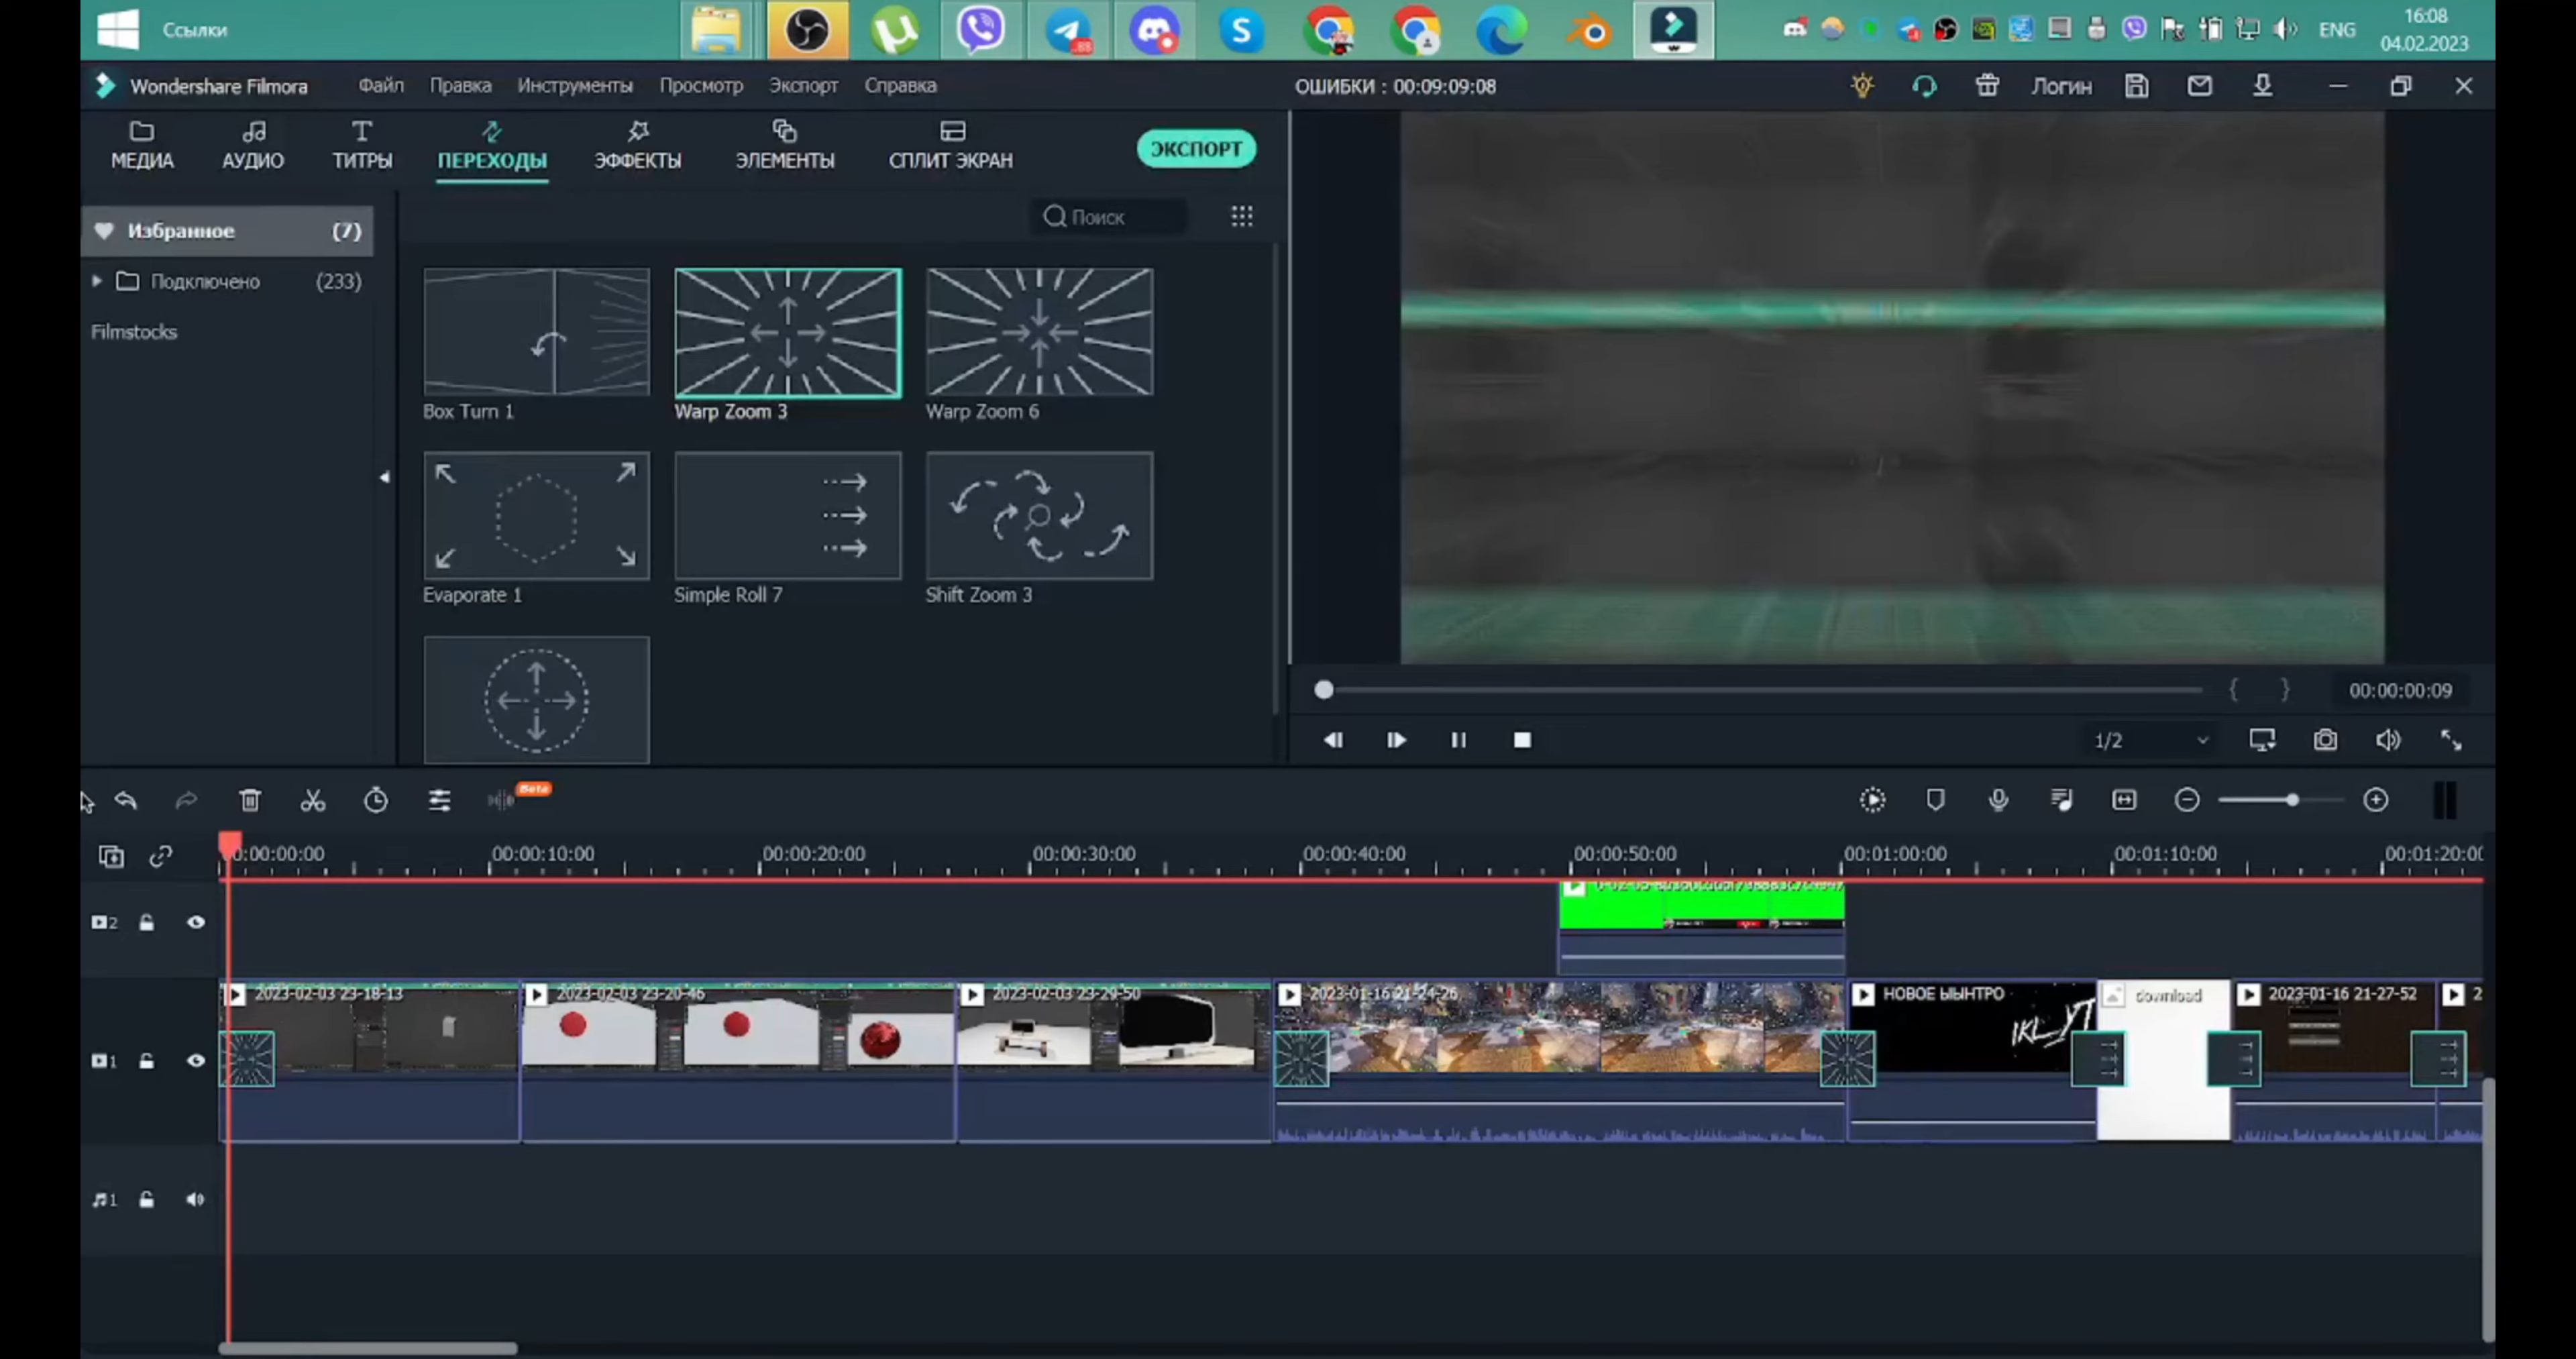 Ссылки
88
ENG
16:08
04.02.2023
Wondershare Filmora
Файл Правка Инструменты Просмотр Экспорт Справка
ОШИБКИ : 00:09:09:08
Логин
МЕДИА АУДИО ТИТРЫ ПЕРЕХОДЫ ЭФФЕКТЫ ЭЛЕМЕНТЫ СПЛИТ ЭКРАН
ЭКСПОРТ
Избранное (7)
Подключено (233)
Filmstocks
Поиск
Box Turn 1
Warp Zoom 3
Warp Zoom 6
Evaporate 1
Simple Roll 7
Shift Zoom 3
{ } 00:00:00:09
1/2
Beta
00:00:00:00 00:00:10:00 00:00:20:00 00:00:30:00 00:00:40:00 00:00:50:00 00:01:00:00 00:01:10:00 00:01:20:00
2
1
2023-02-03 23-18-13
2023-02-03 23-20-46
2023-02-03 23-29-50
2023-01-16 21-24-26
НОВОЕ ЫЫНТРО
download
2023-01-16 21-27-52
2
1